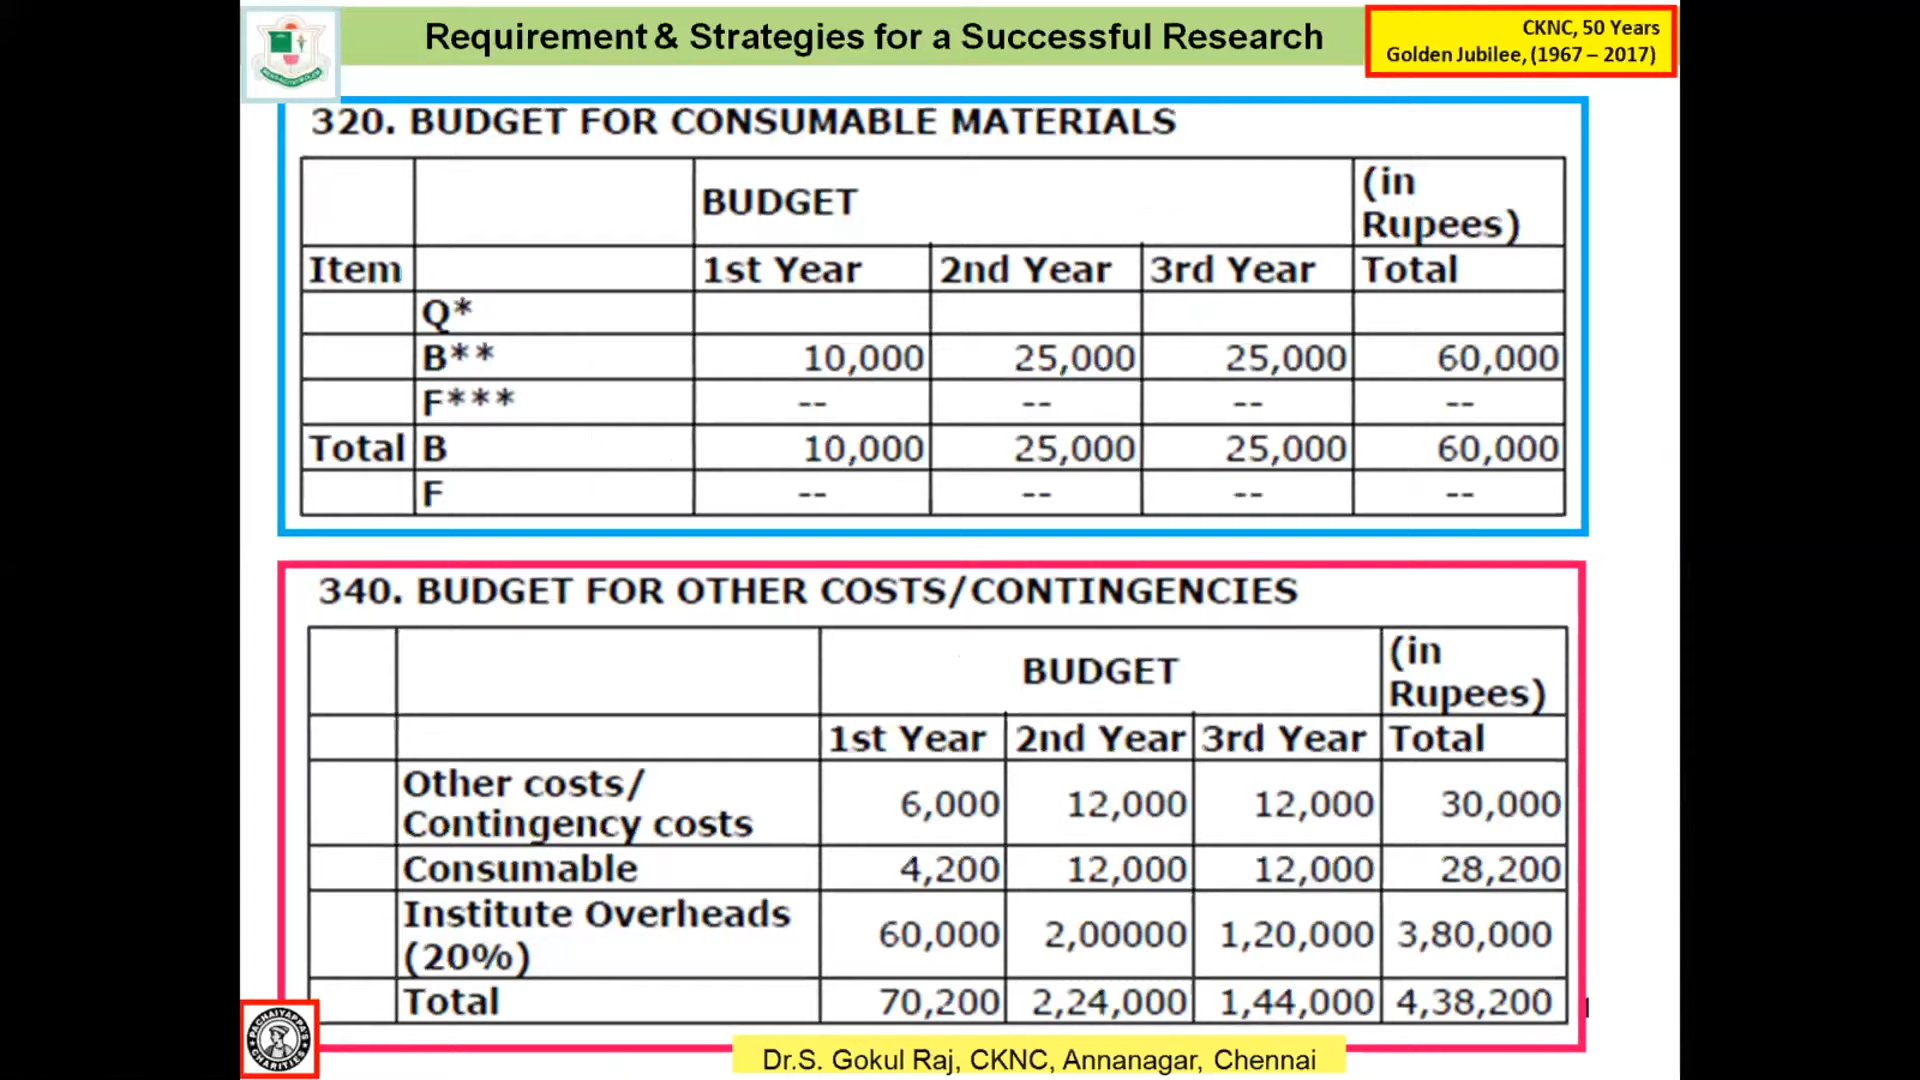 Requirement & Strategies for a Successful Research
CKNC, 50 Years
Golden Jubilee, (1967 – 2017)
320. BUDGET FOR CONSUMABLE MATERIALS
BUDGET (in
Rupees)
Item 1st Year 2nd Year 3rd Year Total
Q*
B** 10,000 25,000 25,000 60,000
F*** -- -- -- --
Total B 10,000 25,000 25,000 60,000
F -- -- -- --
340. BUDGET FOR OTHER COSTS/CONTINGENCIES
BUDGET (in
Rupees)
1st Year 2nd Year 3rd Year Total
Other costs/
Contingency costs 6,000 12,000 12,000 30,000
Consumable 4,200 12,000 12,000 28,200
Institute Overheads
(20%) 60,000 2,00000 1,20,000 3,80,000
Total 70,200 2,24,000 1,44,000 4,38,200
PACHAIYAPPA'S
CHARITIES
Dr.S. Gokul Raj, CKNC, Annanagar, Chennai